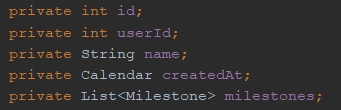 private int id;
private int userId;
private String name;
private Calendar createdAt;
private List<Milestone> milestones;